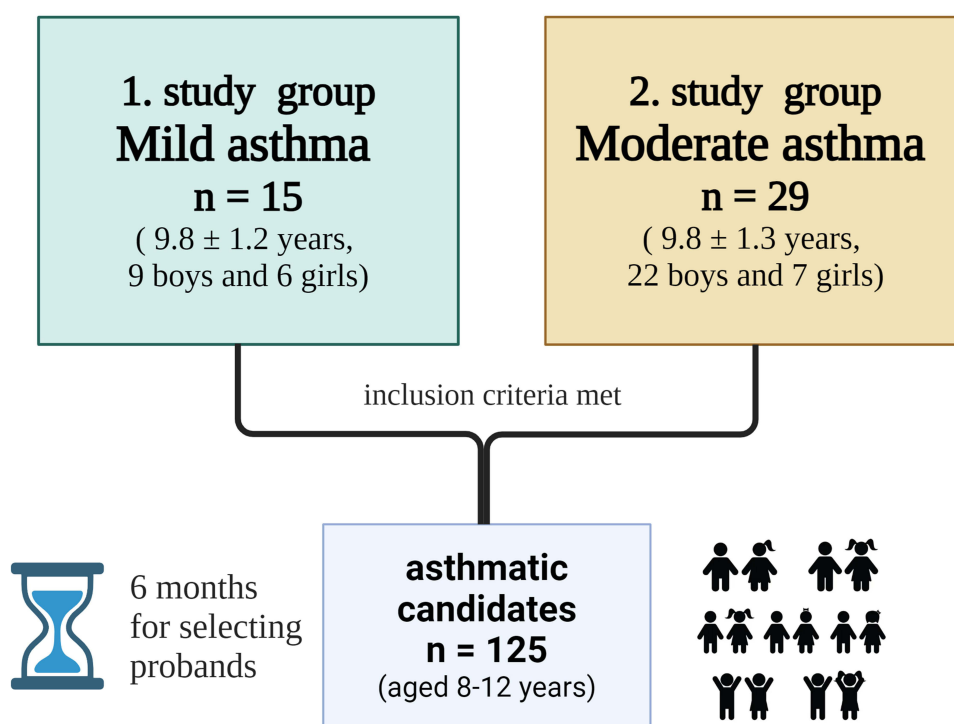 1. study group
Mild asthma
n = 15
( 9.8 ± 1.2 years,
9 boys and 6 girls)
2. study group
Moderate asthma
n = 29
( 9.8 ± 1.3 years,
22 boys and 7 girls)
inclusion criteria met
6 months
for selecting
probands
asthmatic
candidates
n = 125
(aged 8-12 years)